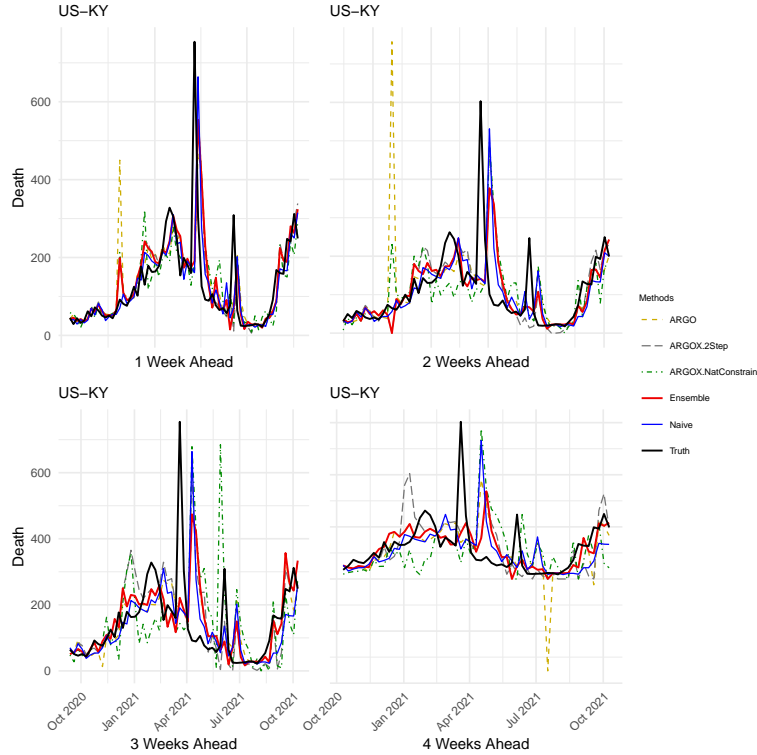 US−KY
US−KY
Death
600
400
200
0
1 Week Ahead
2 Weeks Ahead
Methods
ARGO
ARGOX.2Step
ARGOX.NatConstrain
Ensemble
Naive
Truth
US−KY
US−KY
Death
600
400
200
0
Oct 2020
Jan 2021
Apr 2021
Jul 2021
Oct 2021
Oct 2020
Jan 2021
Apr 2021
Jul 2021
Oct 2021
3 Weeks Ahead
4 Weeks Ahead